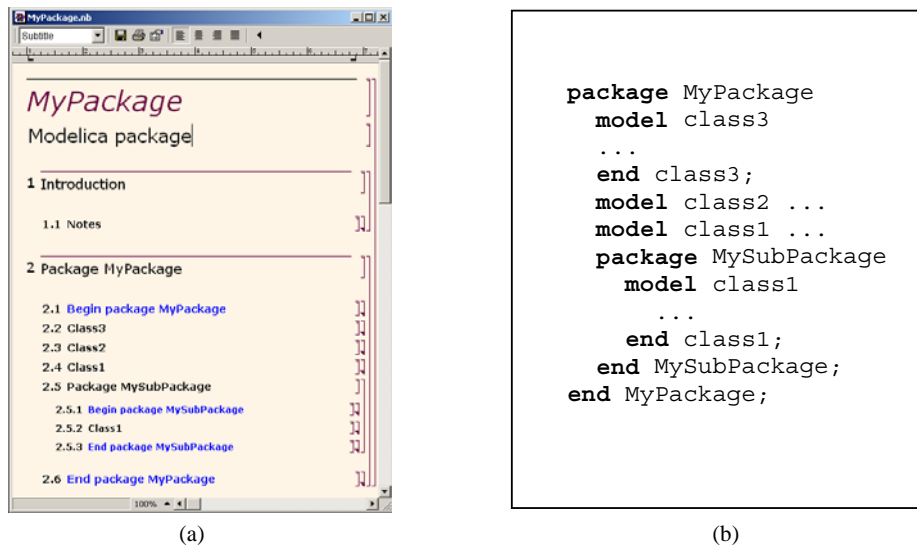 MyPackage.nb
Subtitle
MyPackage
Modelica package
1 Introduction
1.1 Notes
2 Package MyPackage
2.1 Begin package MyPackage
2.2 Class3
2.3 Class2
2.4 Class1
2.5 Package MySubPackage
2.5.1 Begin package MySubPackage
2.5.2 Class1
2.5.3 End package MySubPackage
2.6 End package MyPackage
100%
(a)
package MyPackage
model class3
...
end class3;
model class2 ...
model class1 ...
package MySubPackage
model class1
...
end class1;
end MySubPackage;
end MyPackage;
(b)